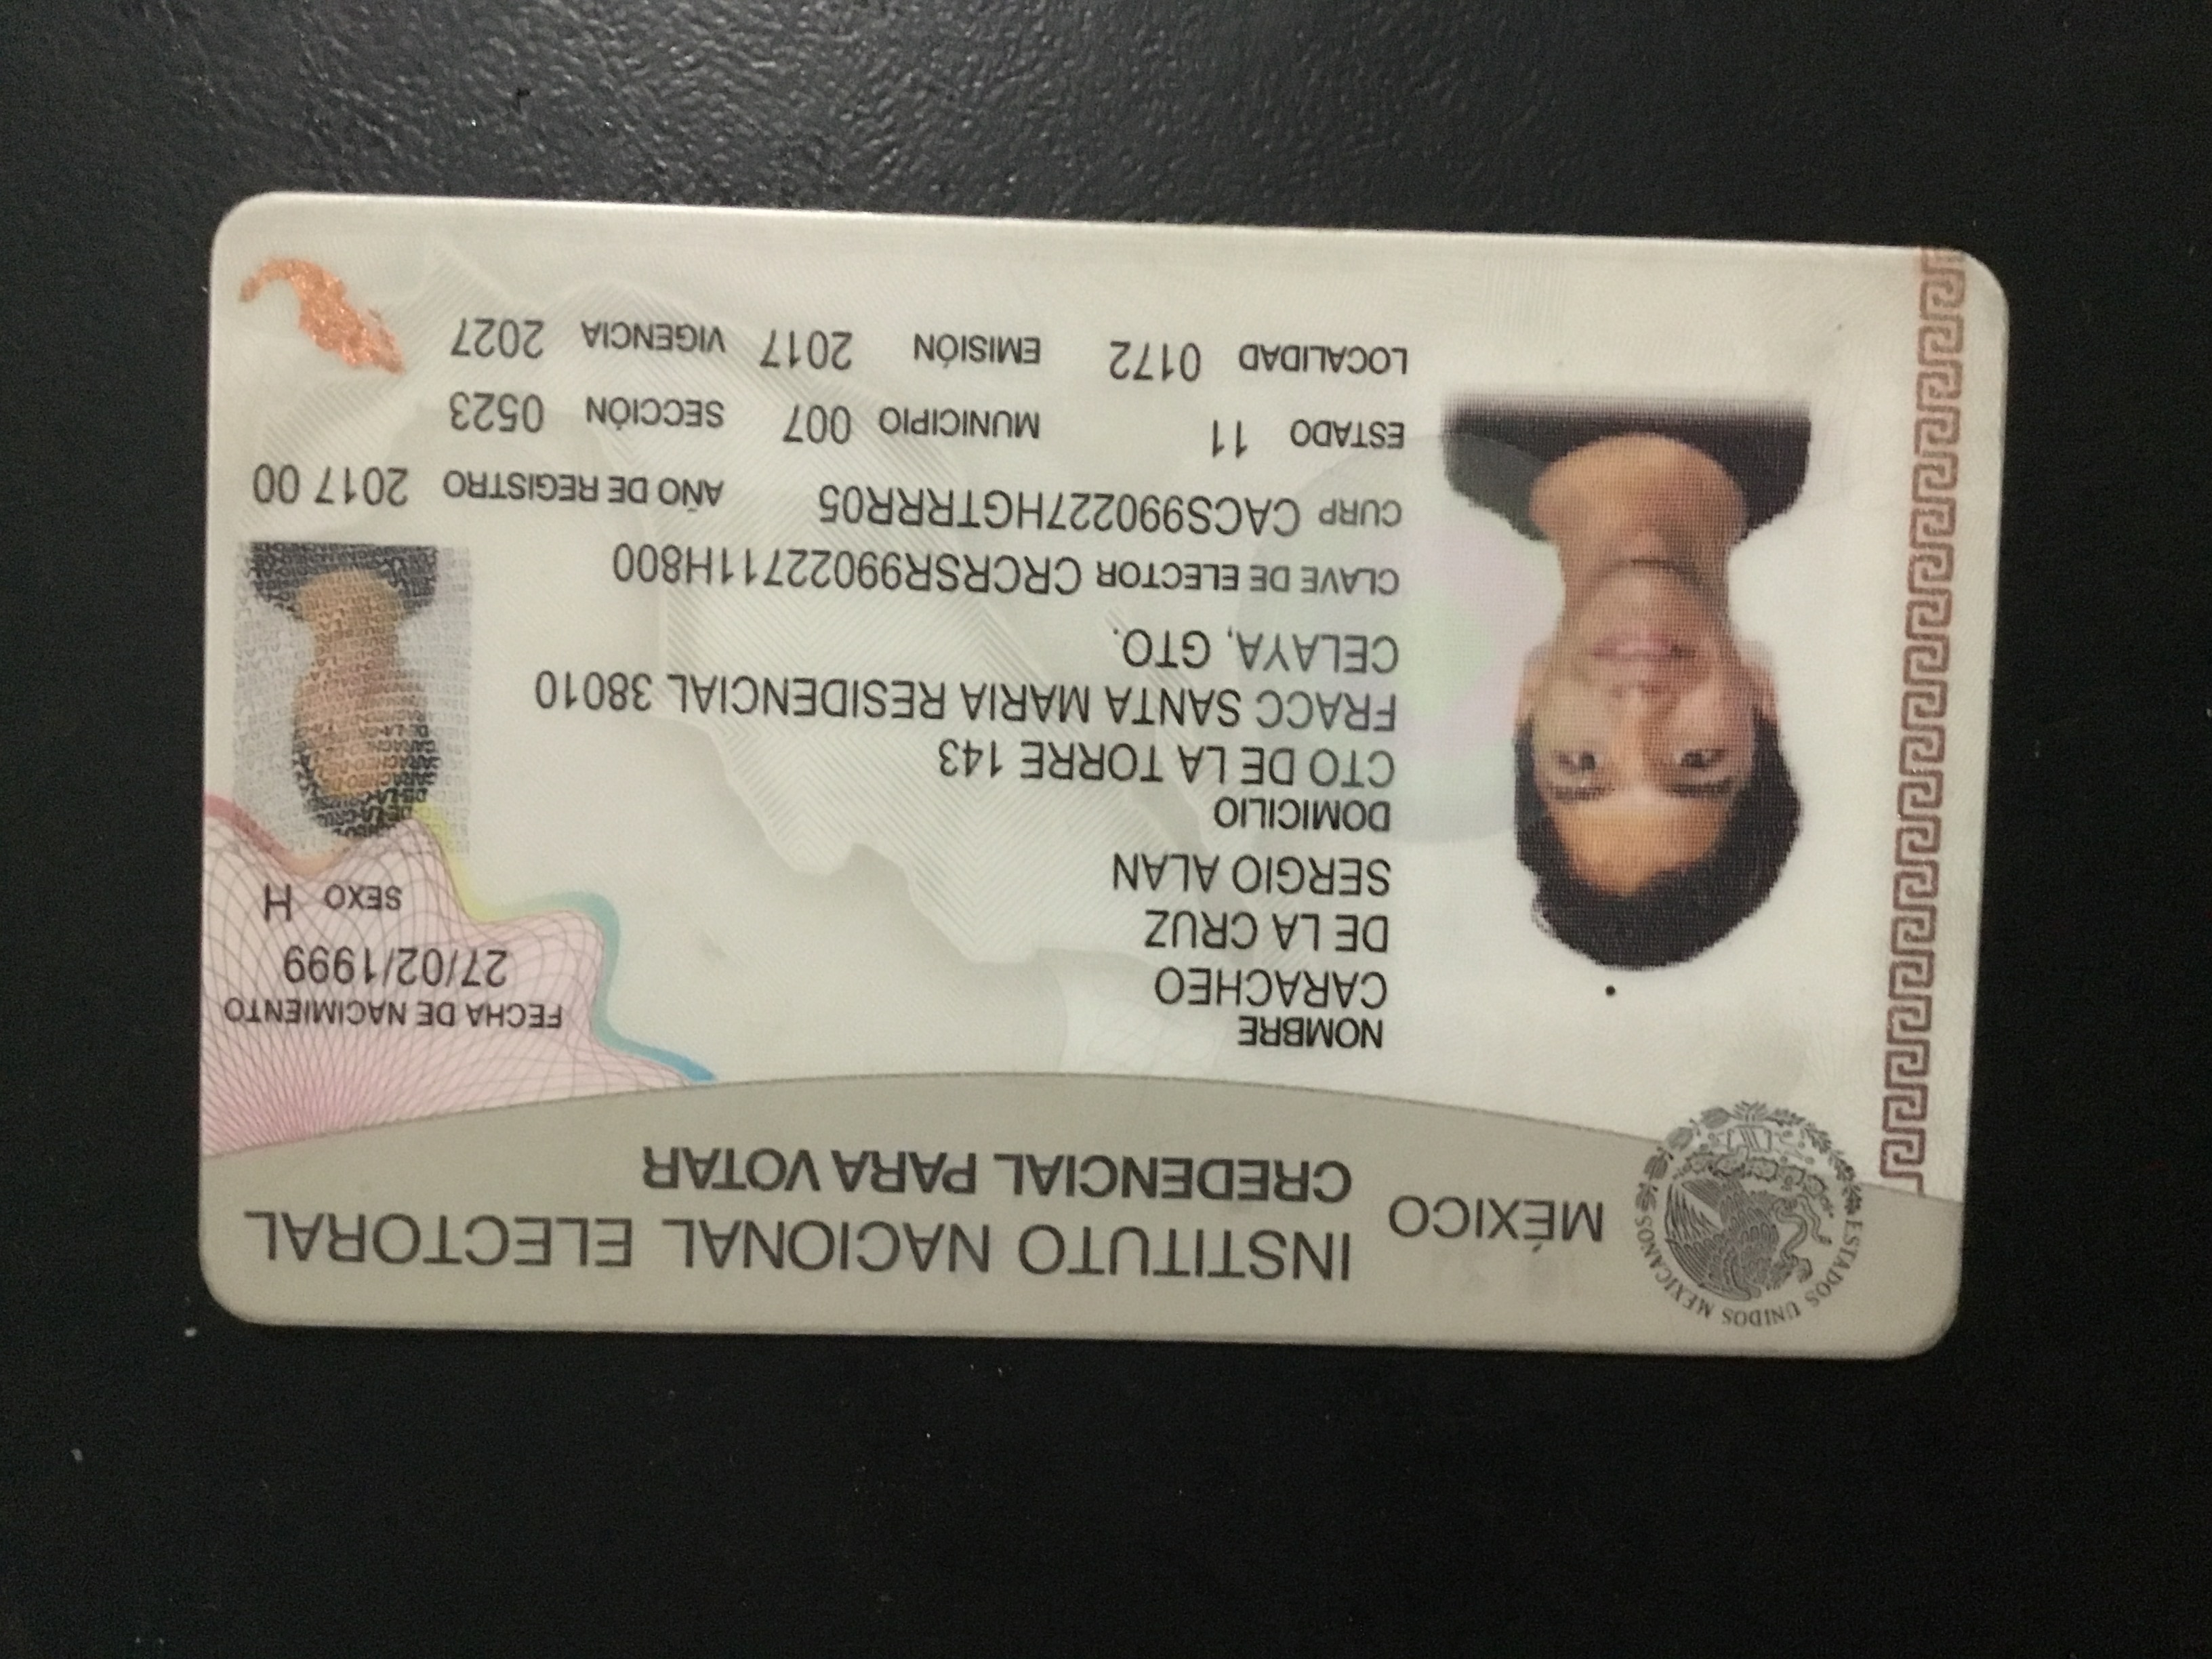 MÉXICO
INSTITUTO NACIONAL ELECTORAL
CREDENCIAL PARA VOTAR
ESTADOS UNIDOS MEXICANOS
NOMBRE
CARACHEO
DE LA CRUZ
SERGIO ALAN
FECHA DE NACIMIENTO
27/02/1999
SEXO H
DOMICILIO
CTO DE LA TORRE 143
FRACC SANTA MARIA RESIDENCIAL 38010
CELAYA, GTO.
CLAVE DE ELECTOR CRCRSR99022711H800
CURP CACS990227HGTRRR05 AÑO DE REGISTRO 2017 00
ESTADO 11 MUNICIPIO 007 SECCIÓN 0523
LOCALIDAD 0172 EMISIÓN 2017 VIGENCIA 2027